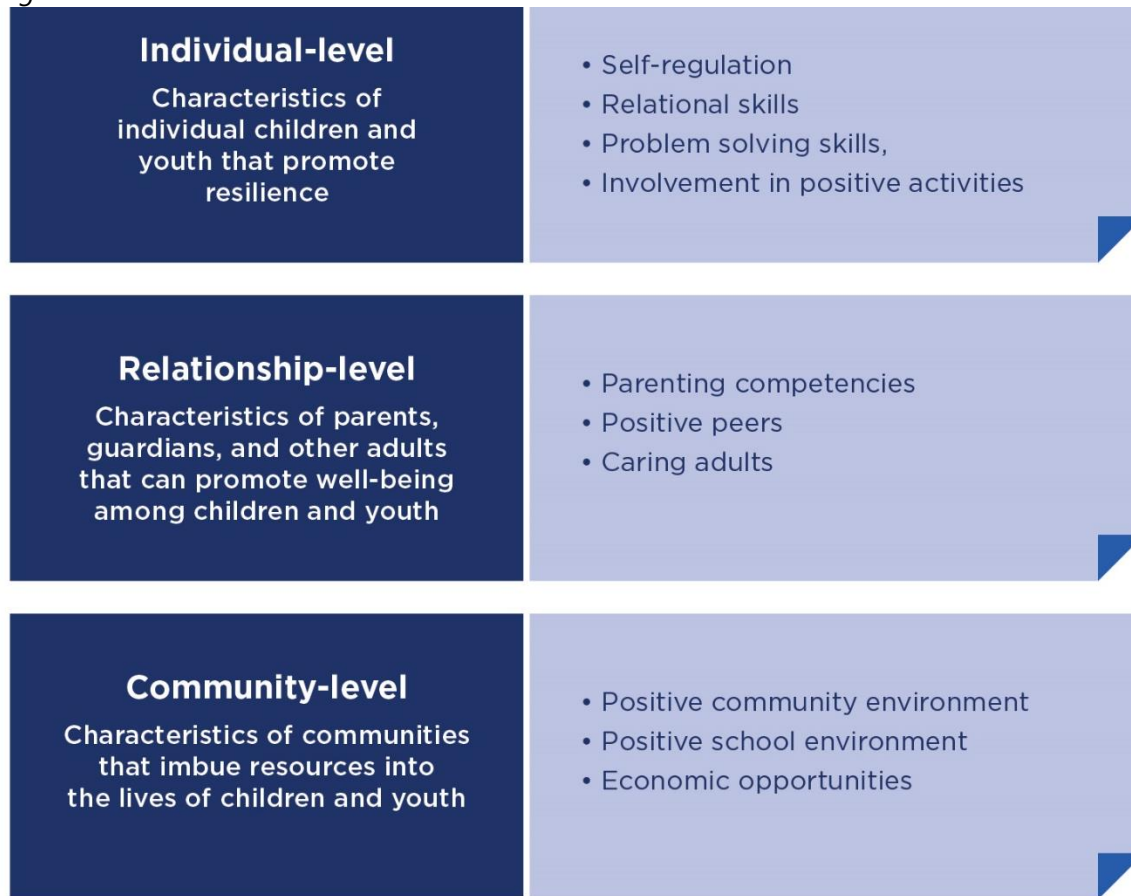 Individual-level
Characteristics of
individual children and
youth that promote
resilience
• Self-regulation
• Relational skills
• Problem solving skills,
• Involvement in positive activities
Relationship-level
Characteristics of parents,
guardians, and other adults
that can promote well-being
among children and youth
• Parenting competencies
• Positive peers
• Caring adults
Community-level
Characteristics of communities
that imbue resources into
the lives of children and youth
• Positive community environment
• Positive school environment
• Economic opportunities